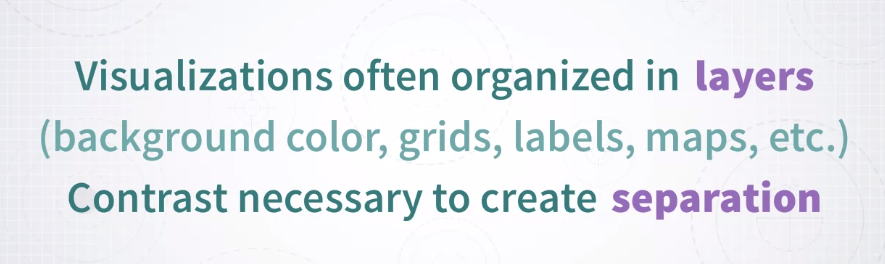 Visualizations often organized in layers
(background color, grids, labels, maps, etc.)
Contrast necessary to create separation